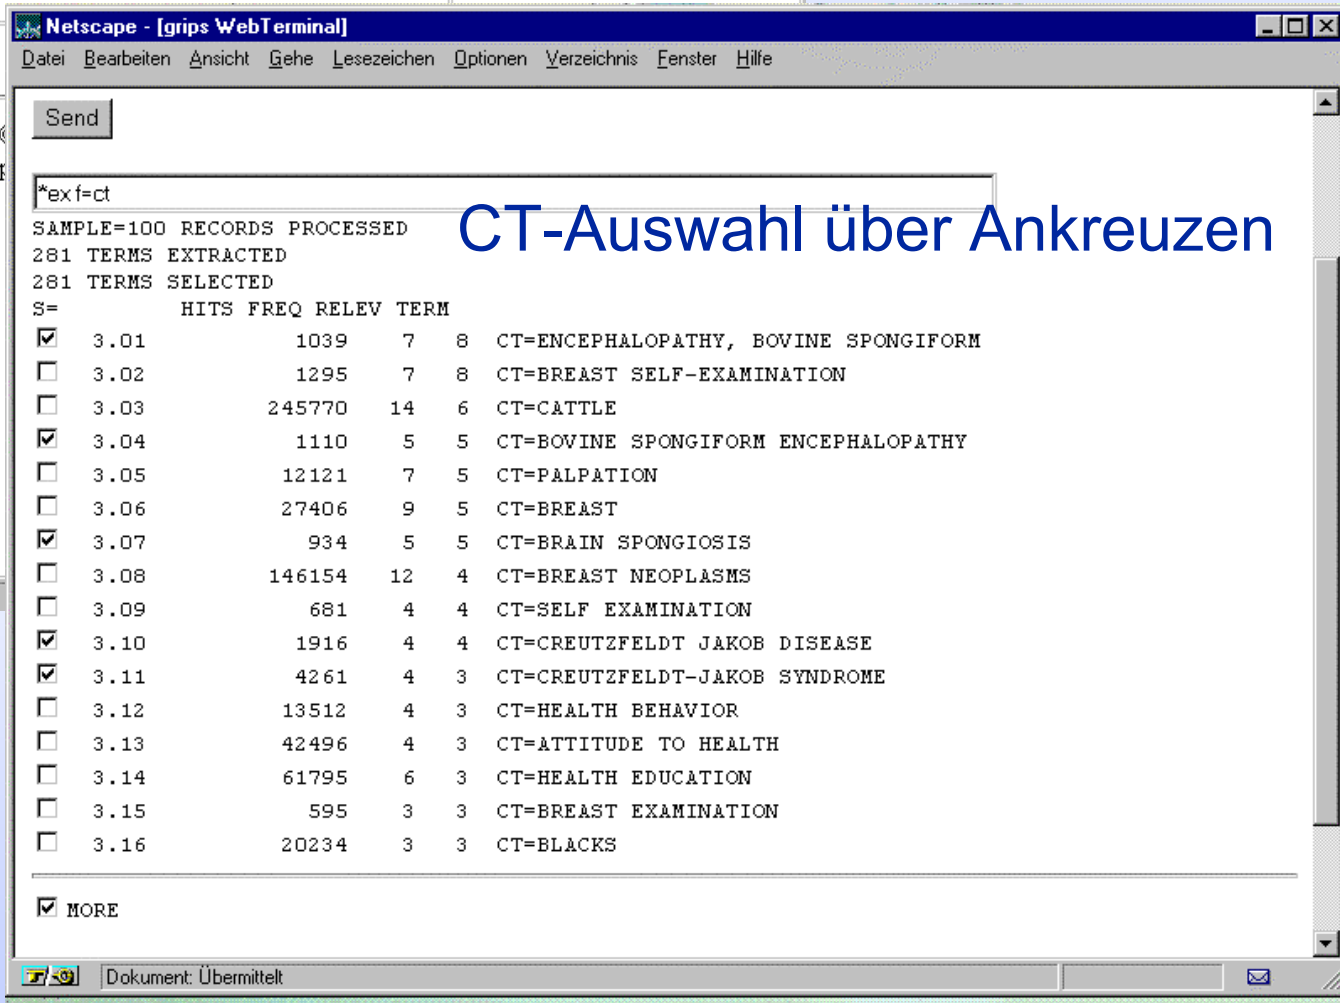 Netscape - [grips WebTerminal]
Datei Bearbeiten Ansicht Gehe Lesezeichen Optionen Verzeichnis Fenster Hilfe
Send
*ex f=ct
CT-Auswahl über Ankreuzen
SAMPLE=100 RECORDS PROCESSED
281 TERMS EXTRACTED
281 TERMS SELECTED
S= HITS FREQ RELEV TERM
3.01 1039 7 8 CT=ENCEPHALOPATHY, BOVINE SPONGIFORM
3.02 1295 7 8 CT=BREAST SELF-EXAMINATION
3.03 245770 14 6 CT=CATTLE
3.04 1110 5 5 CT=BOVINE SPONGIFORM ENCEPHALOPATHY
3.05 12121 7 5 CT=PALPATION
3.06 27406 9 5 CT=BREAST
3.07 934 5 5 CT=BRAIN SPONGIOSIS
3.08 146154 12 4 CT=BREAST NEOPLASMS
3.09 681 4 4 CT=SELF EXAMINATION
3.10 1916 4 4 CT=CREUTZFELDT JAKOB DISEASE
3.11 4261 4 3 CT=CREUTZFELDT-JAKOB SYNDROME
3.12 13512 4 3 CT=HEALTH BEHAVIOR
3.13 42496 4 3 CT=ATTITUDE TO HEALTH
3.14 61795 6 3 CT=HEALTH EDUCATION
3.15 595 3 3 CT=BREAST EXAMINATION
3.16 20234 3 3 CT=BLACKS
MORE
Dokument: Übermittelt